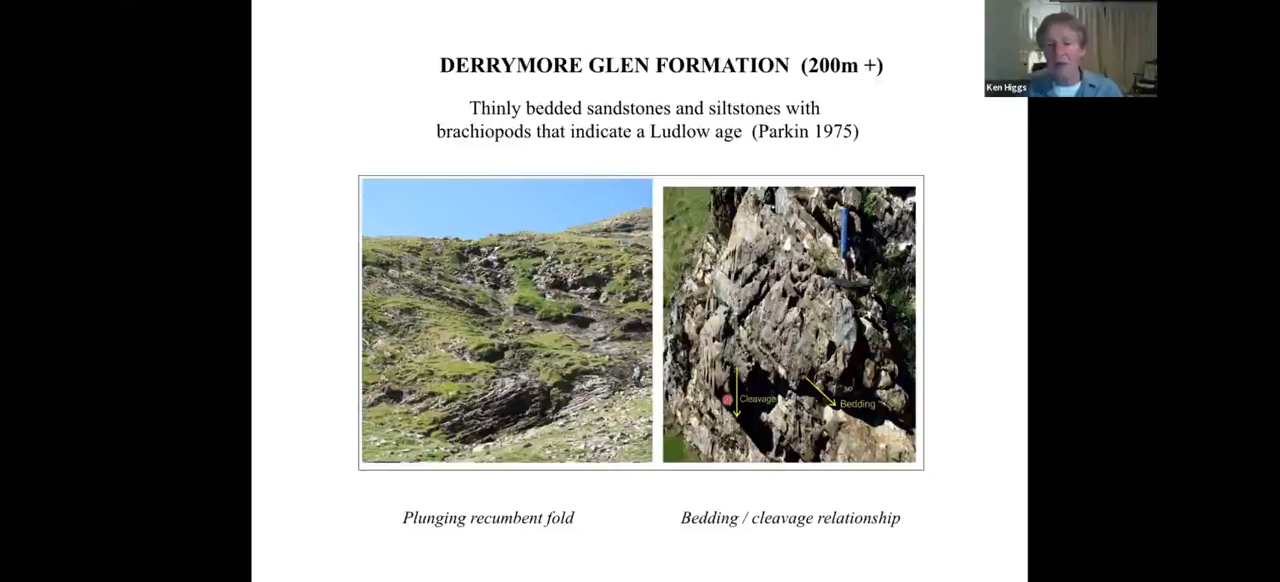 DERRYMORE GLEN FORMATION (200m +)
Ken Higgs
Thinly bedded sandstones and siltstones with
brachiopods that indicate a Ludlow age (Parkin 1975)
Cleavage
Bedding
Plunging recumbent fold
Bedding / cleavage relationship